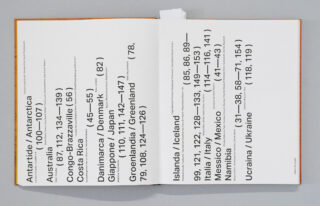 Antartide / Antarctica
( 100—107 )
Australia
( 87, 112, 134—139 )
Congo-Brazzaville ( 56 )
Costa Rica
( 45—55 )
Danimarca / Denmark ( 82 )
Giappone / Japan
( 110, 111, 142—147 )
Groenlandia / Greenland ( 78,
79, 108, 124—126 )
Islanda / Iceland ( 85, 86, 89—
99, 121, 122, 128—133, 149—153 )
Italia / Italy ( 114—116, 141 )
Messico / Mexico ( 41—43 )
Namibia
( 31—38, 58—71, 154 )
Ucraina / Ukraine ( 118, 119 )